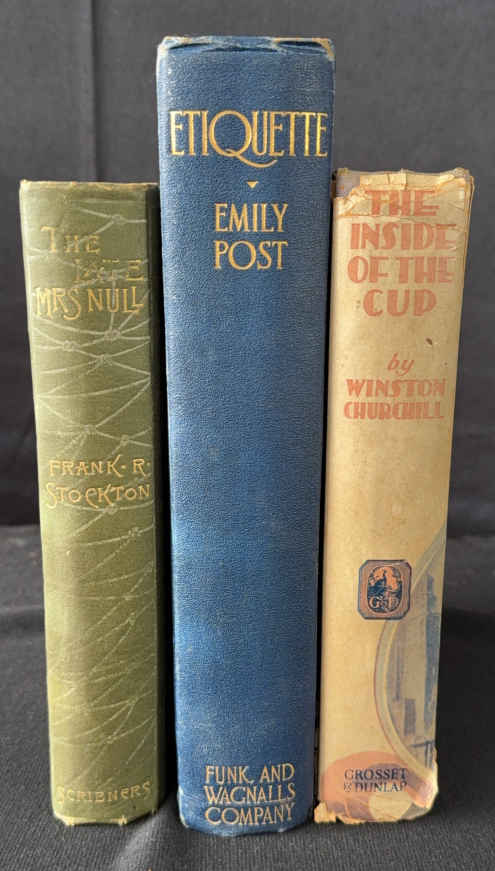 THE
LATE
MRS NULL
FRANK • R •
STOCKTON
SCRIBNERS
ETIQUETTE
EMILY
POST
FUNK, AND
WAGNALLS
COMPANY
THE
INSIDE
OF THE
CUP
by
WINSTON
CHURCHILL
G&D
GROSSET
& DUNLAP